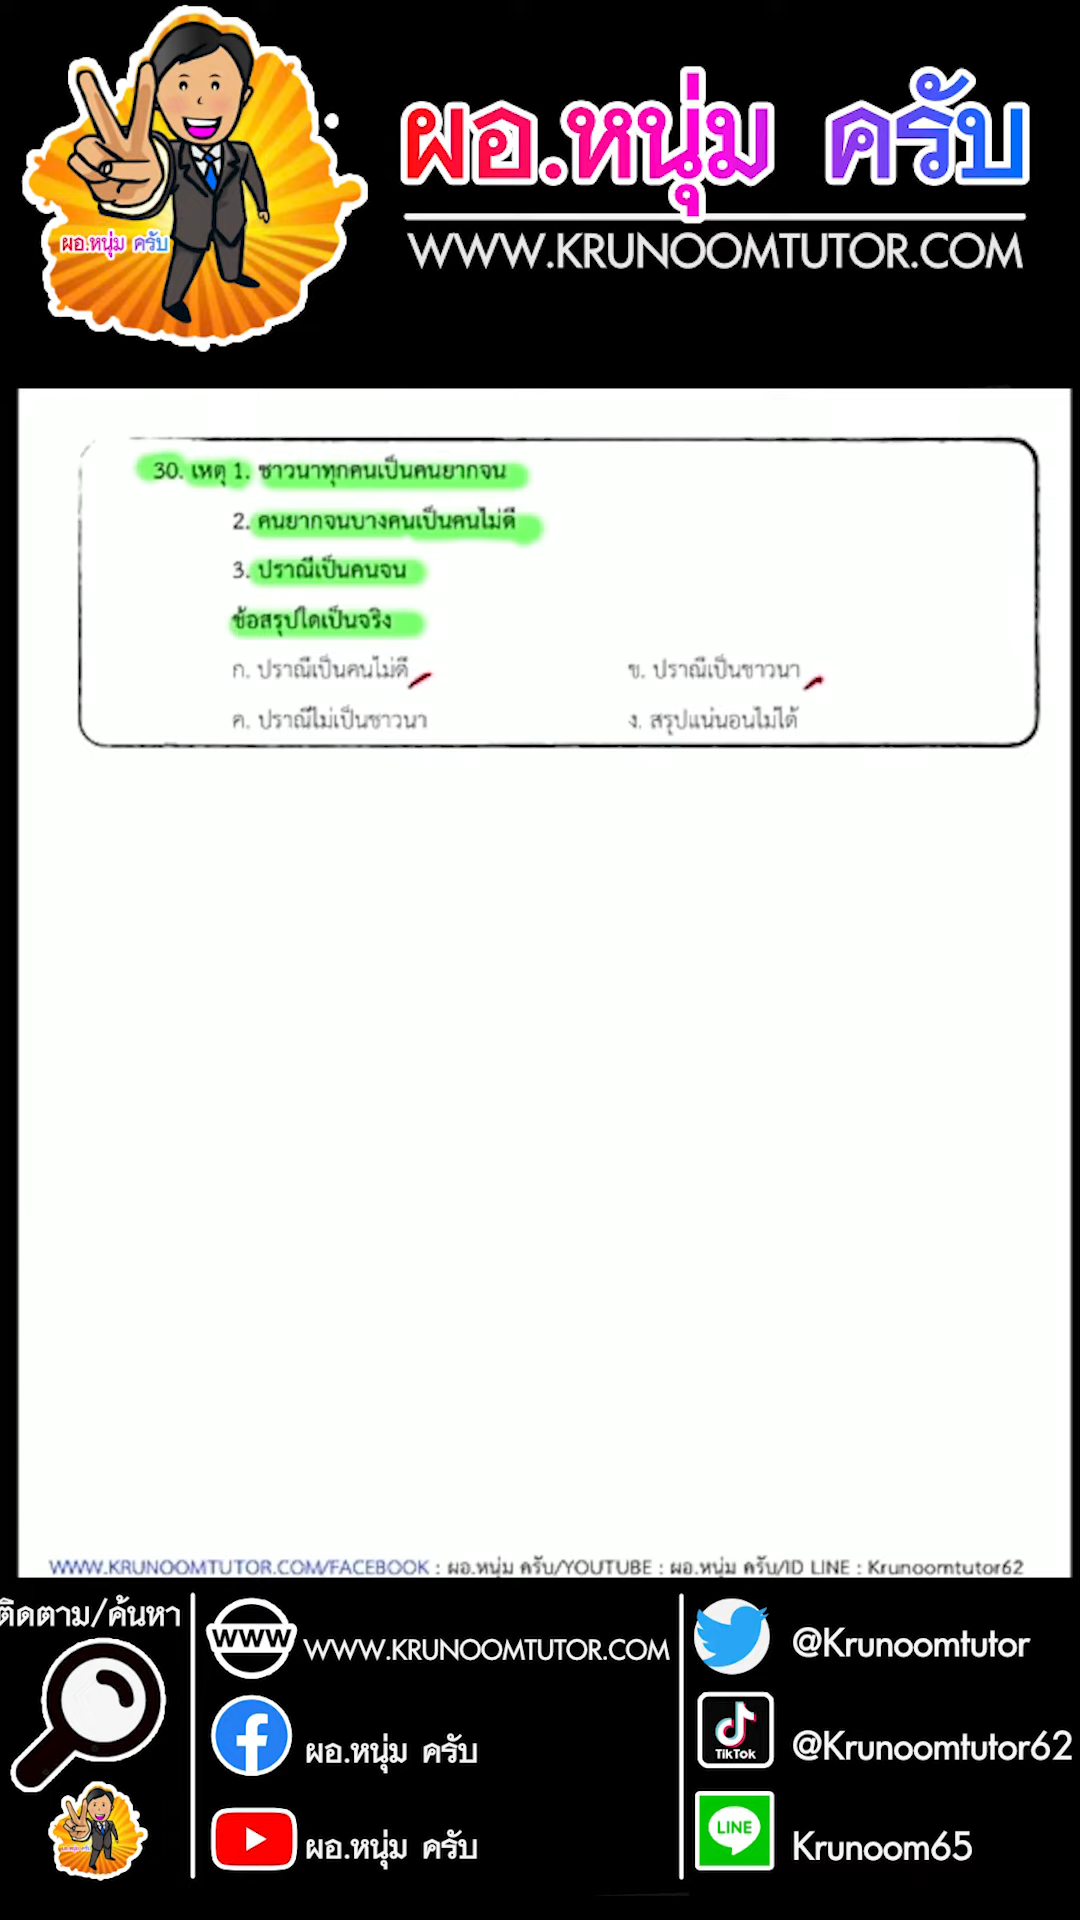 ผอ.หนุ่ม ครับ
WWW.KRUNOOMTUTOR.COM
ผอ.หนุ่ม ครับ
30. เหตุ 1. ชาวนาทุกคนเป็นคนยากจน
2. คนยากจนบางคนเป็นคนไม่ดี
3. ปราณีเป็นคนจน
ข้อสรุปใดเป็นจริง
ก. ปราณีเป็นคนไม่ดี ข. ปราณีเป็นชาวนา
ค. ปราณีไม่เป็นชาวนา ง. สรุปแน่นอนไม่ได้
WWW.KRUNOOMTUTOR.COM/FACEBOOK : ผอ.หนุ่ม ครับ/YOUTUBE : ผอ.หนุ่ม ครับ/ID LINE : Krunoomtutor62
ติดตาม/ค้นหา
WWW WWW.KRUNOOMTUTOR.COM
ผอ.หนุ่ม ครับ
ผอ.หนุ่ม ครับ
@Krunoomtutor
TikTok @Krunoomtutor62
LINE Krunoom65